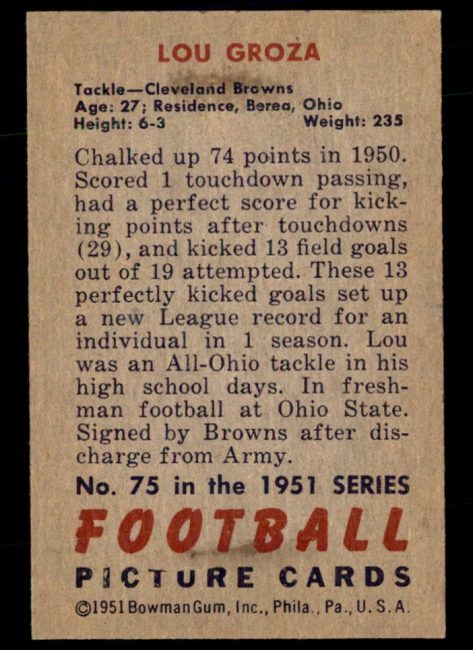 LOU GROZA
Tackle—Cleveland Browns
Age: 27; Residence, Berea, Ohio
Height: 6-3 Weight: 235
Chalked up 74 points in 1950.
Scored 1 touchdown passing,
had a perfect score for kick-
ing points after touchdowns
(29), and kicked 13 field goals
out of 19 attempted. These 13
perfectly kicked goals set up
a new League record for an
individual in 1 season. Lou
was an All-Ohio tackle in his
high school days. In fresh-
man football at Ohio State.
Signed by Browns after dis-
charge from Army.
No. 75 in the 1951 SERIES
FOOTBALL
PICTURE CARDS
©1951 Bowman Gum, Inc., Phila., Pa., U.S.A.